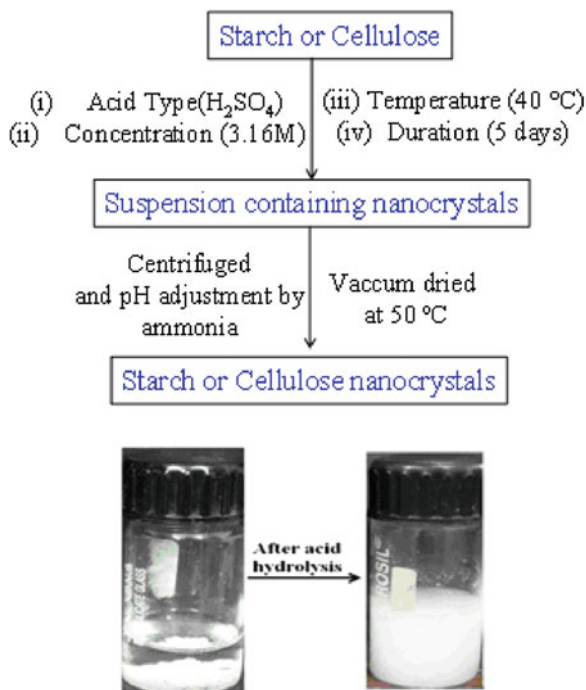 Starch or Cellulose
(i) Acid Type(H₂SO₄)
(ii) Concentration (3.16M)
(iii) Temperature (40 ºC)
(iv) Duration (5 days)
Suspension containing nanocrystals
Centrifuged
and pH adjustment by
ammonia
Vaccum dried
at 50 ºC
Starch or Cellulose nanocrystals
After acid
hydrolysis
ROSIL